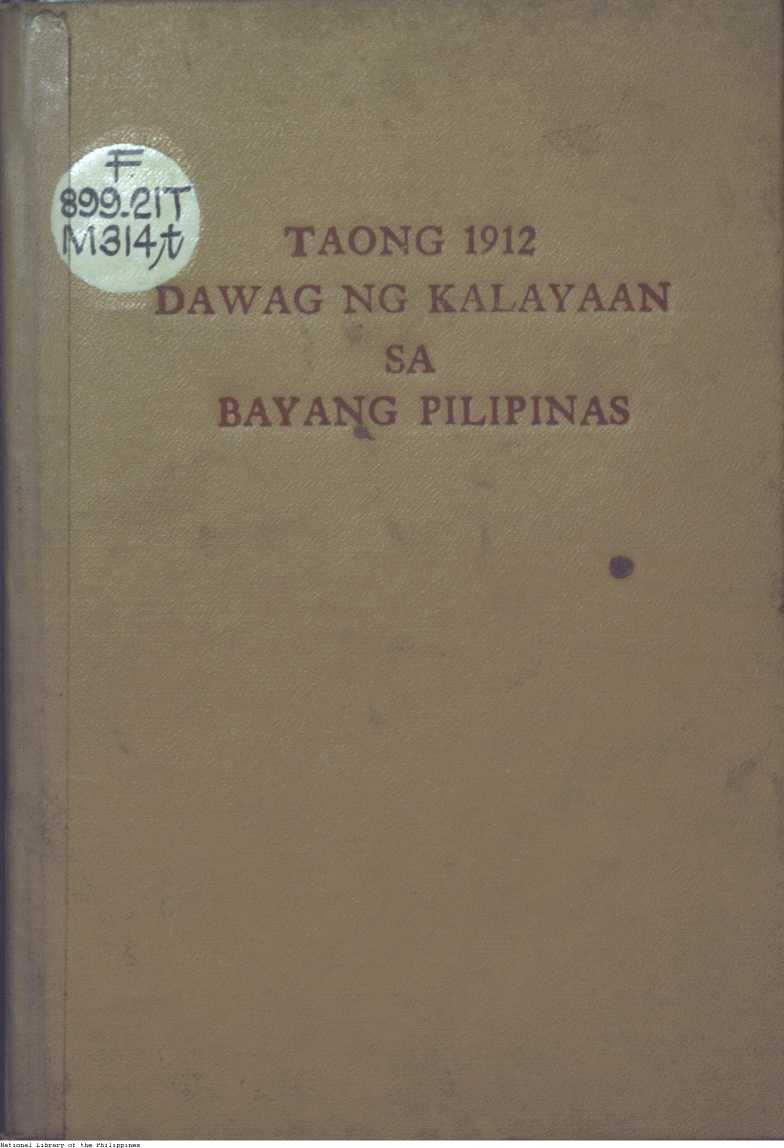 F
899.21T
M314t
TAONG 1912
DAWAG NG KALAYAAN
SA
BAYANG PILIPINAS
National Library of the Philippines